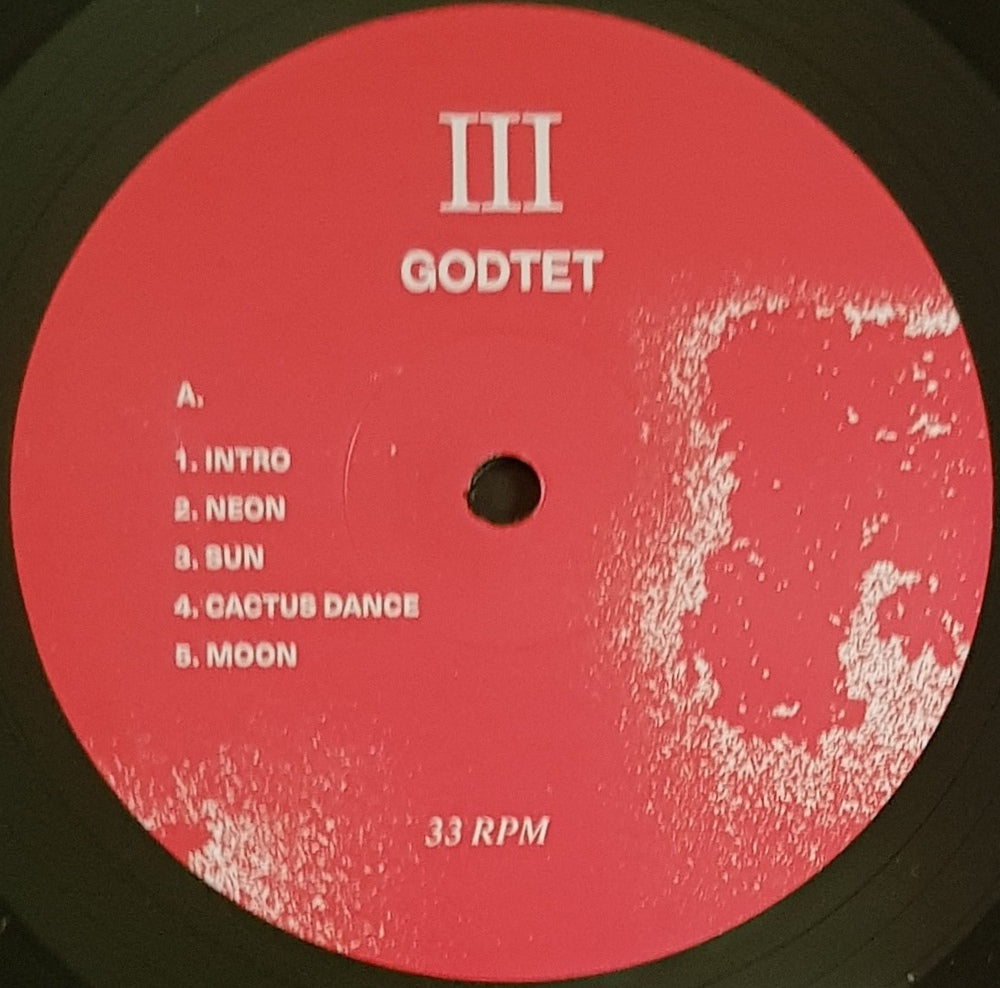 III
GODTET
A.
1. INTRO
2. NEON
3. SUN
4. CACTUS DANCE
5. MOON
33 RPM